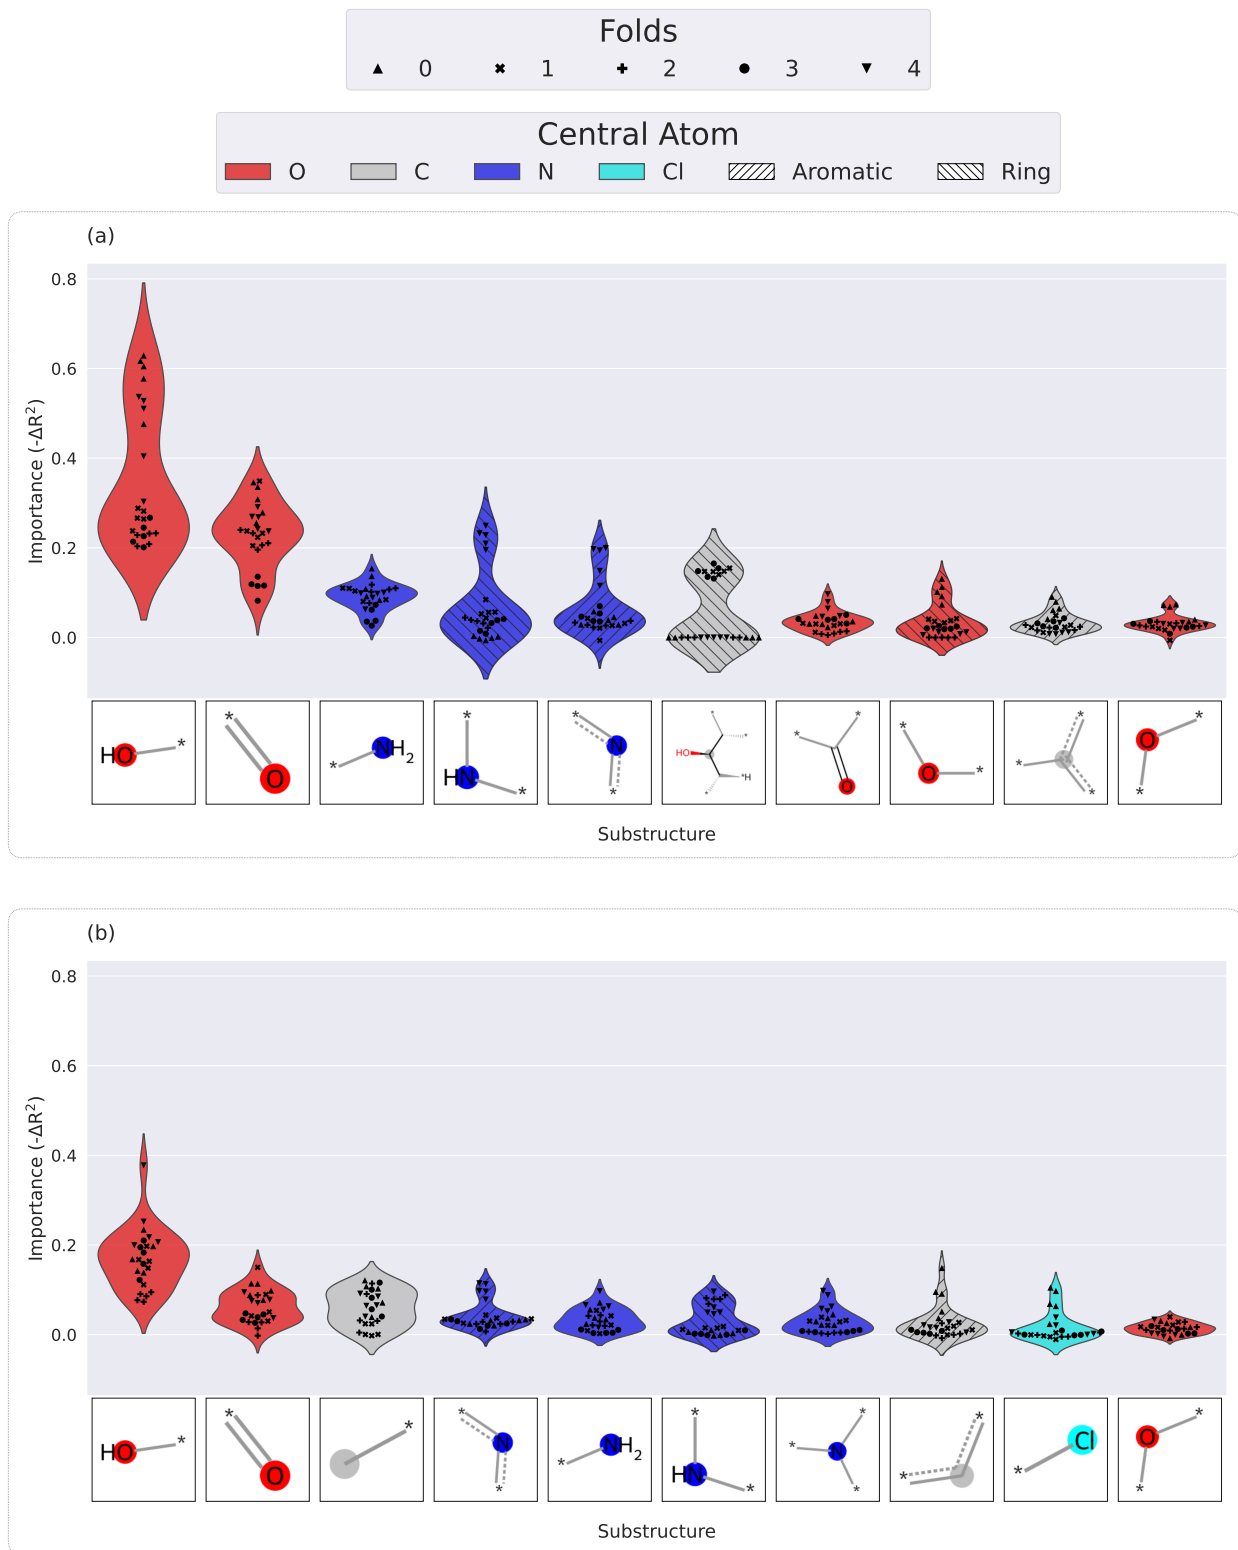 Folds
0 1 2 3 4
Central Atom
O C N Cl Aromatic Ring
(a)
Importance (-ΔR²)
0.8
0.6
0.4
0.2
0.0
HO * * O * NH₂ * HN * * N * * HO * *H * * * O * O * * * * * O *
Substructure
(b)
Importance (-ΔR²)
0.8
0.6
0.4
0.2
0.0
HO * * O * * N * * NH₂ * HN * * N * * * * * Cl * O *
Substructure